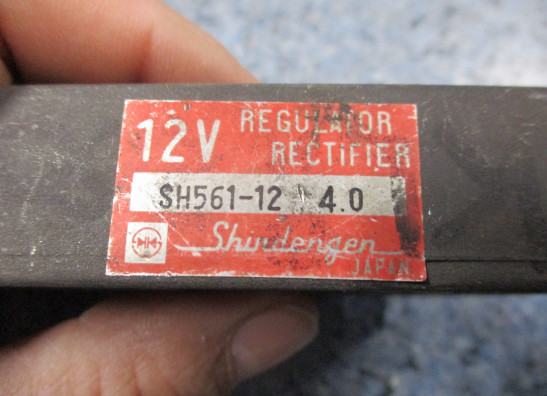 12V REGULATOR
RECTIFIER
SH561-12 4.0
Shindengen
JAPAN